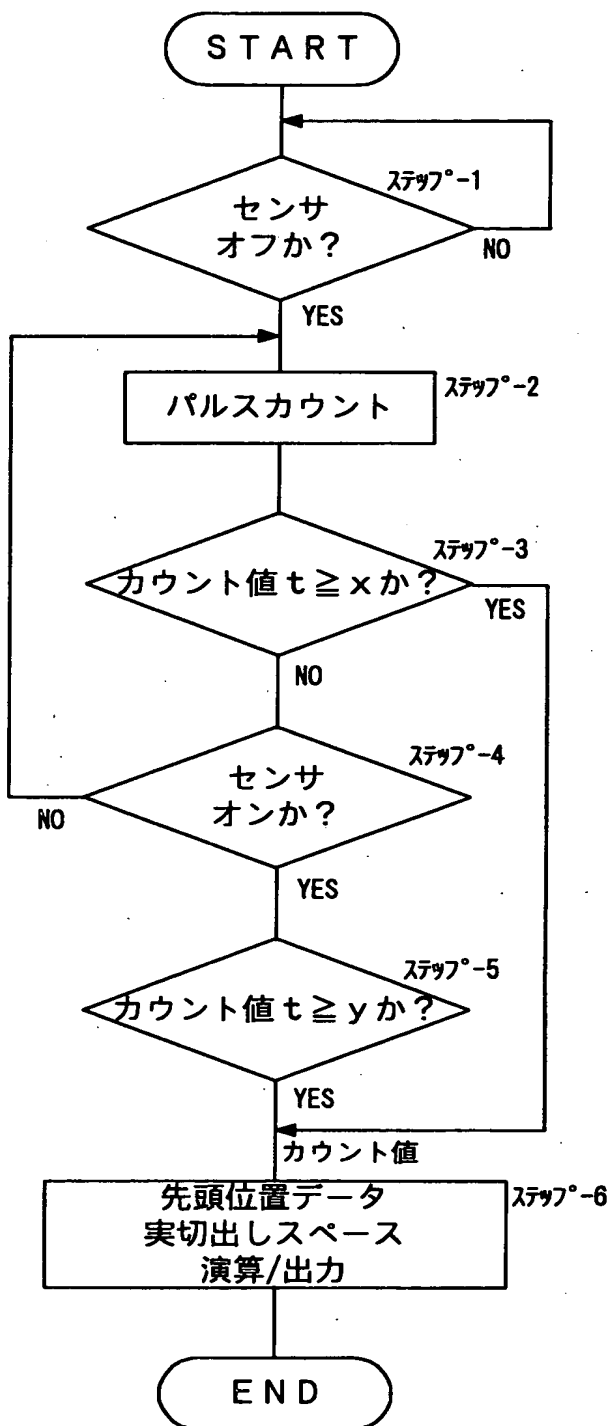 START
ステップ-1
センサ
オフか?
NO
YES
ステップ-2
パルスカウント
ステップ-3
カウント値t≧xか?
YES
NO
ステップ-4
センサ
オンか?
NO
YES
ステップ-5
カウント値t≧yか?
YES
カウント値
ステップ-6
先頭位置データ
実切出しスペース
演算/出力
END